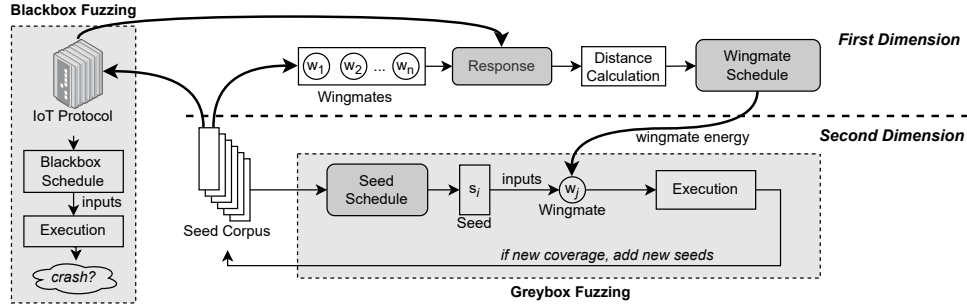 Blackbox Fuzzing
IoT Protocol
Blackbox
Schedule
inputs
Execution
crash?
w1 w2 ... wn
Wingmates
Response
Distance
Calculation
Wingmate
Schedule
First Dimension
wingmate energy
Second Dimension
Seed Corpus
Seed
Schedule
si
Seed
inputs
wj
Wingmate
Execution
if new coverage, add new seeds
Greybox Fuzzing